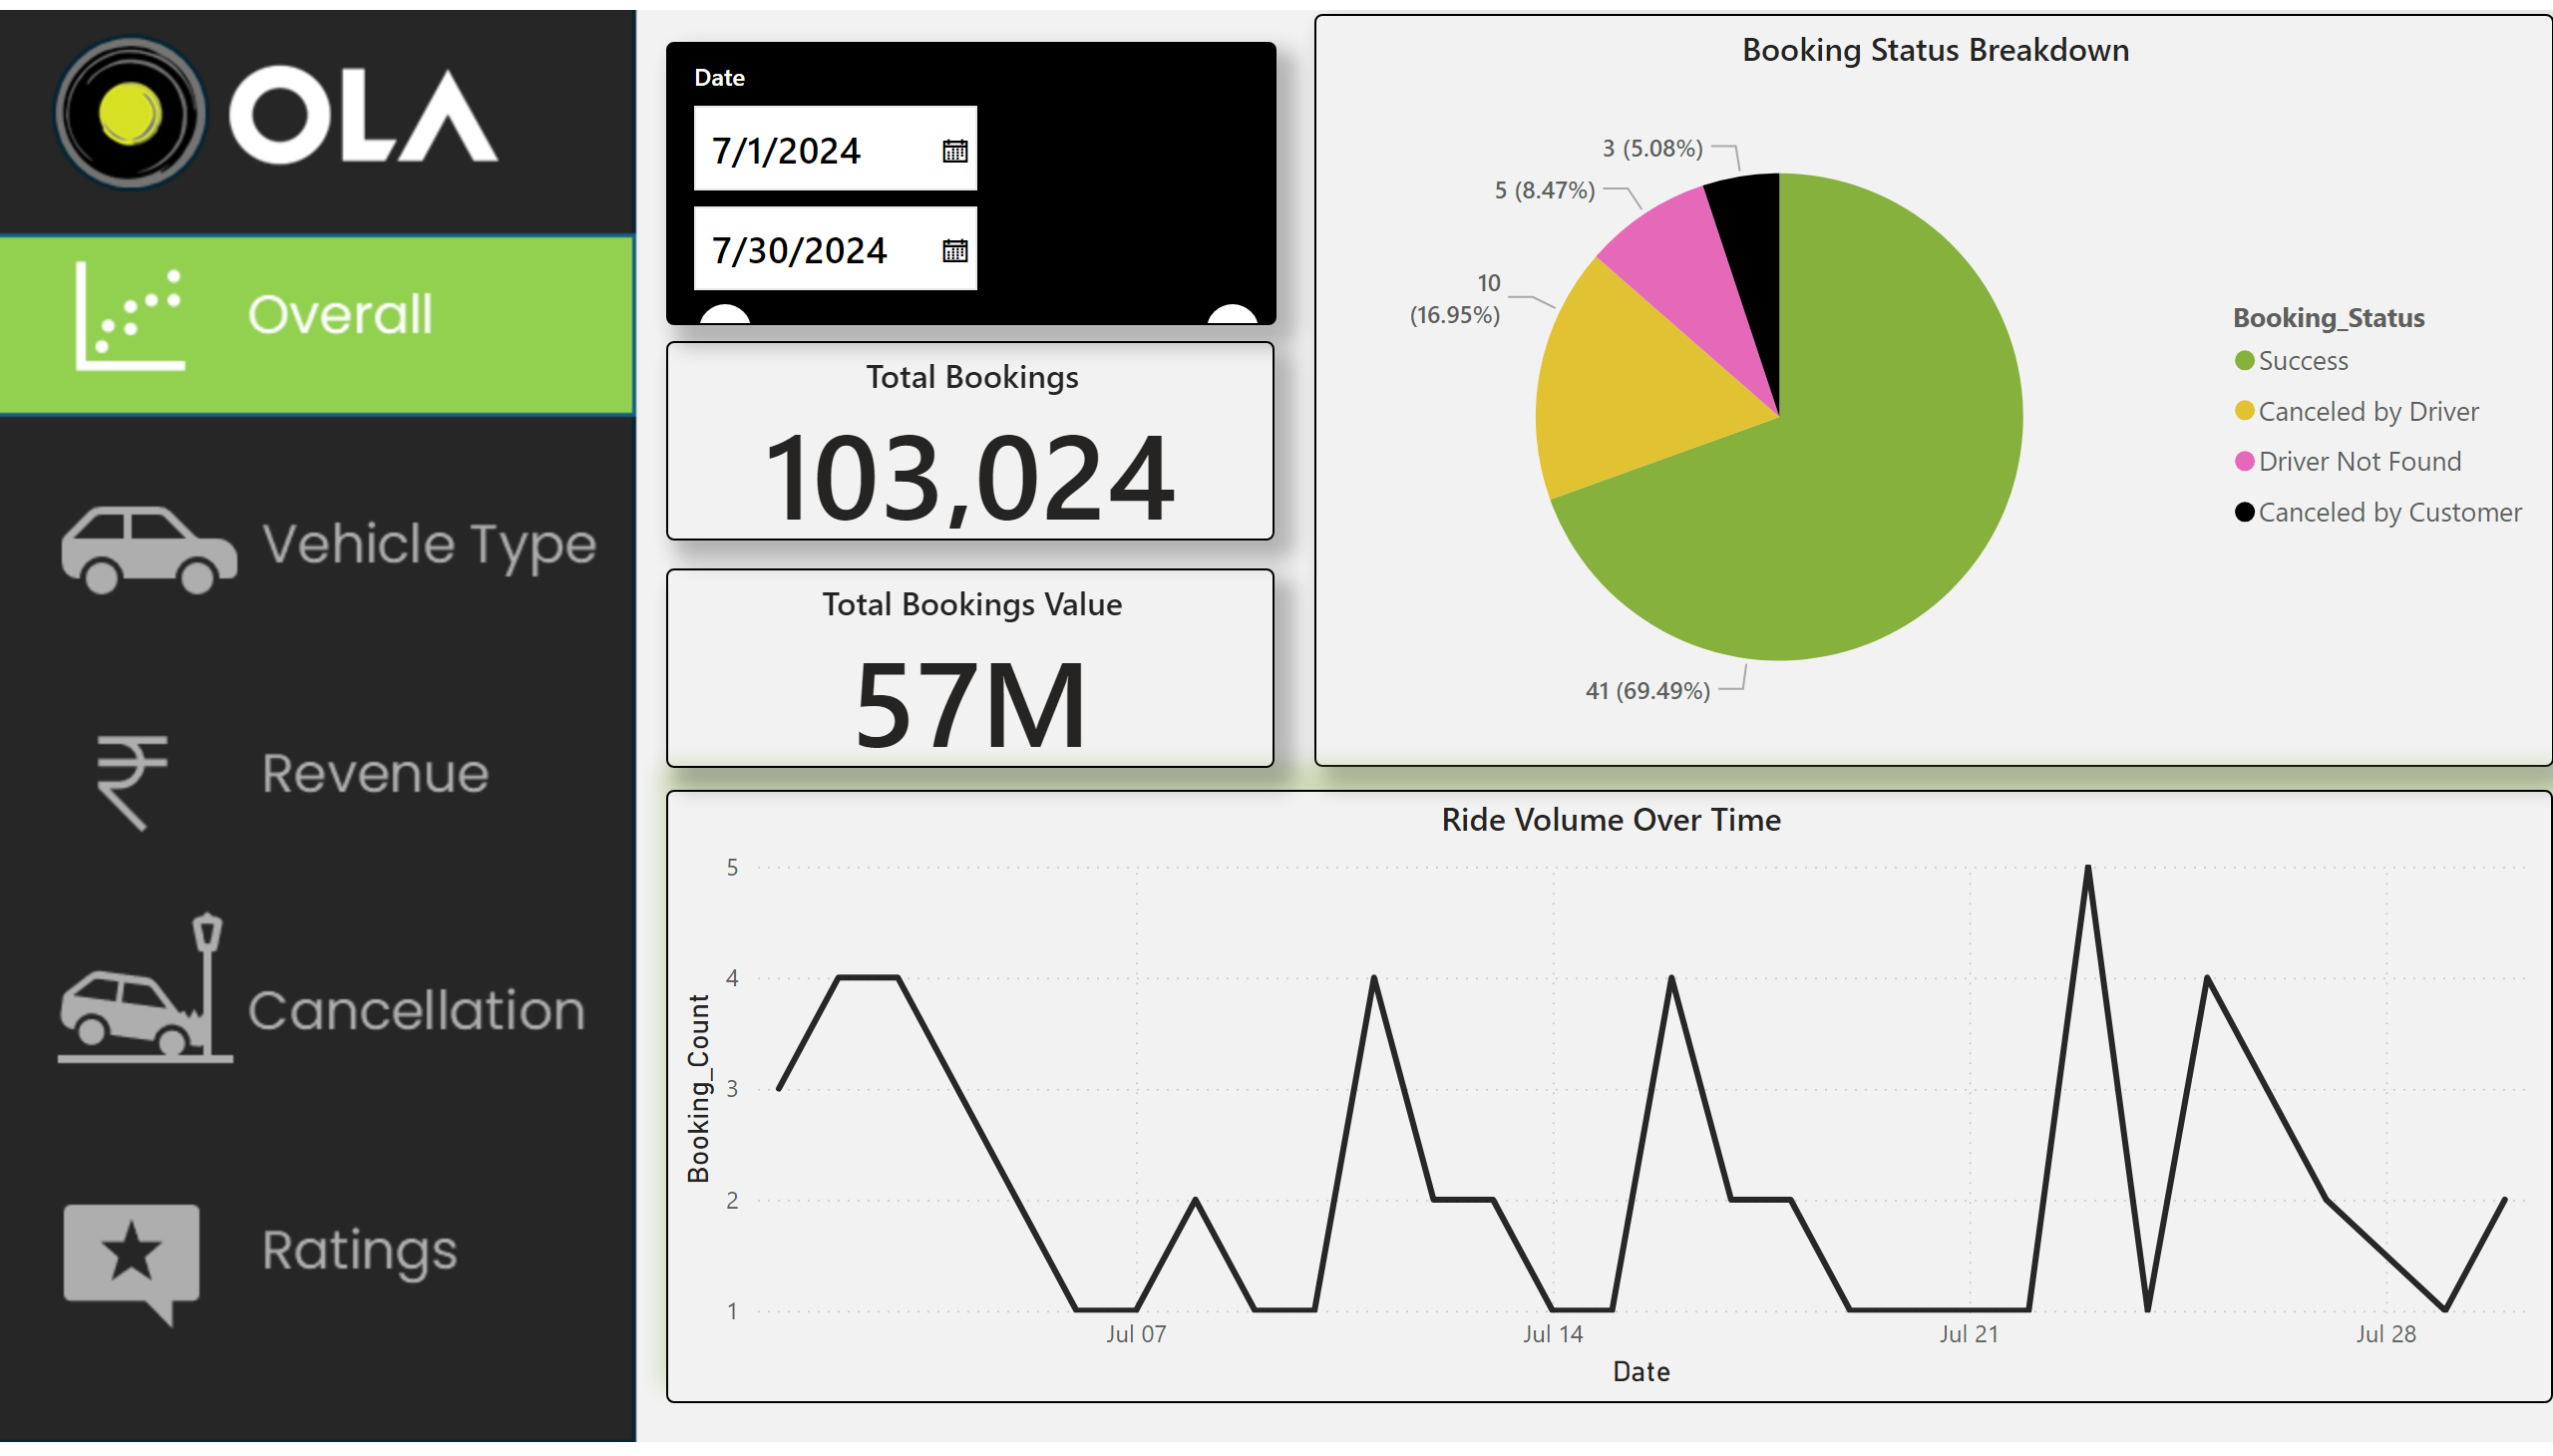 OLA
Overall
Vehicle Type
Revenue
Cancellation
Ratings
Date
7/1/2024
7/30/2024
Total Bookings
103,024
Total Bookings Value
57M
Booking Status Breakdown
3 (5.08%)
5 (8.47%)
10
(16.95%)
41 (69.49%)
Booking_Status
Success
Canceled by Driver
Driver Not Found
Canceled by Customer
Ride Volume Over Time
Booking_Count
5
4
3
2
1
Jul 07
Jul 14
Jul 21
Jul 28
Date